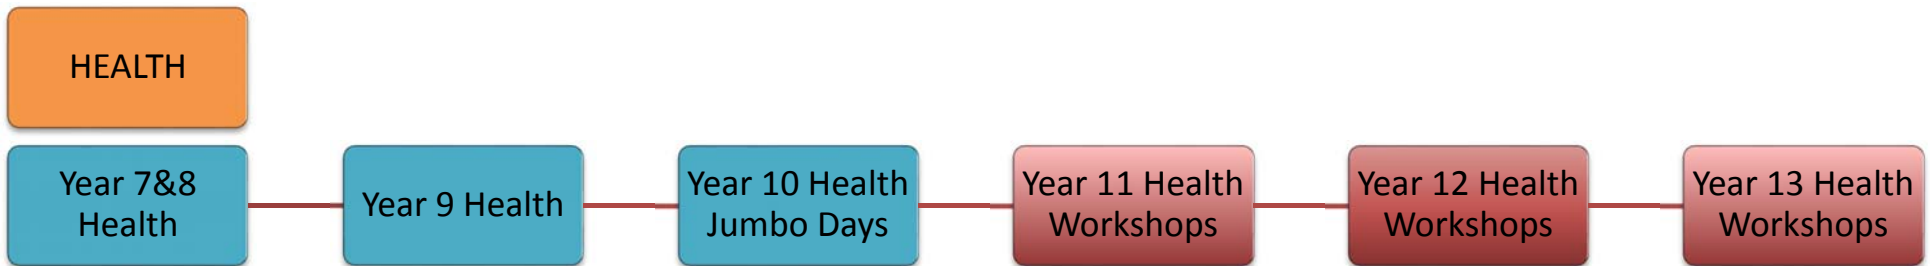 HEALTH
Year 7&8
Health
Year 9 Health
Year 10 Health
Jumbo Days
Year 11 Health
Workshops
Year 12 Health
Workshops
Year 13 Health
Workshops